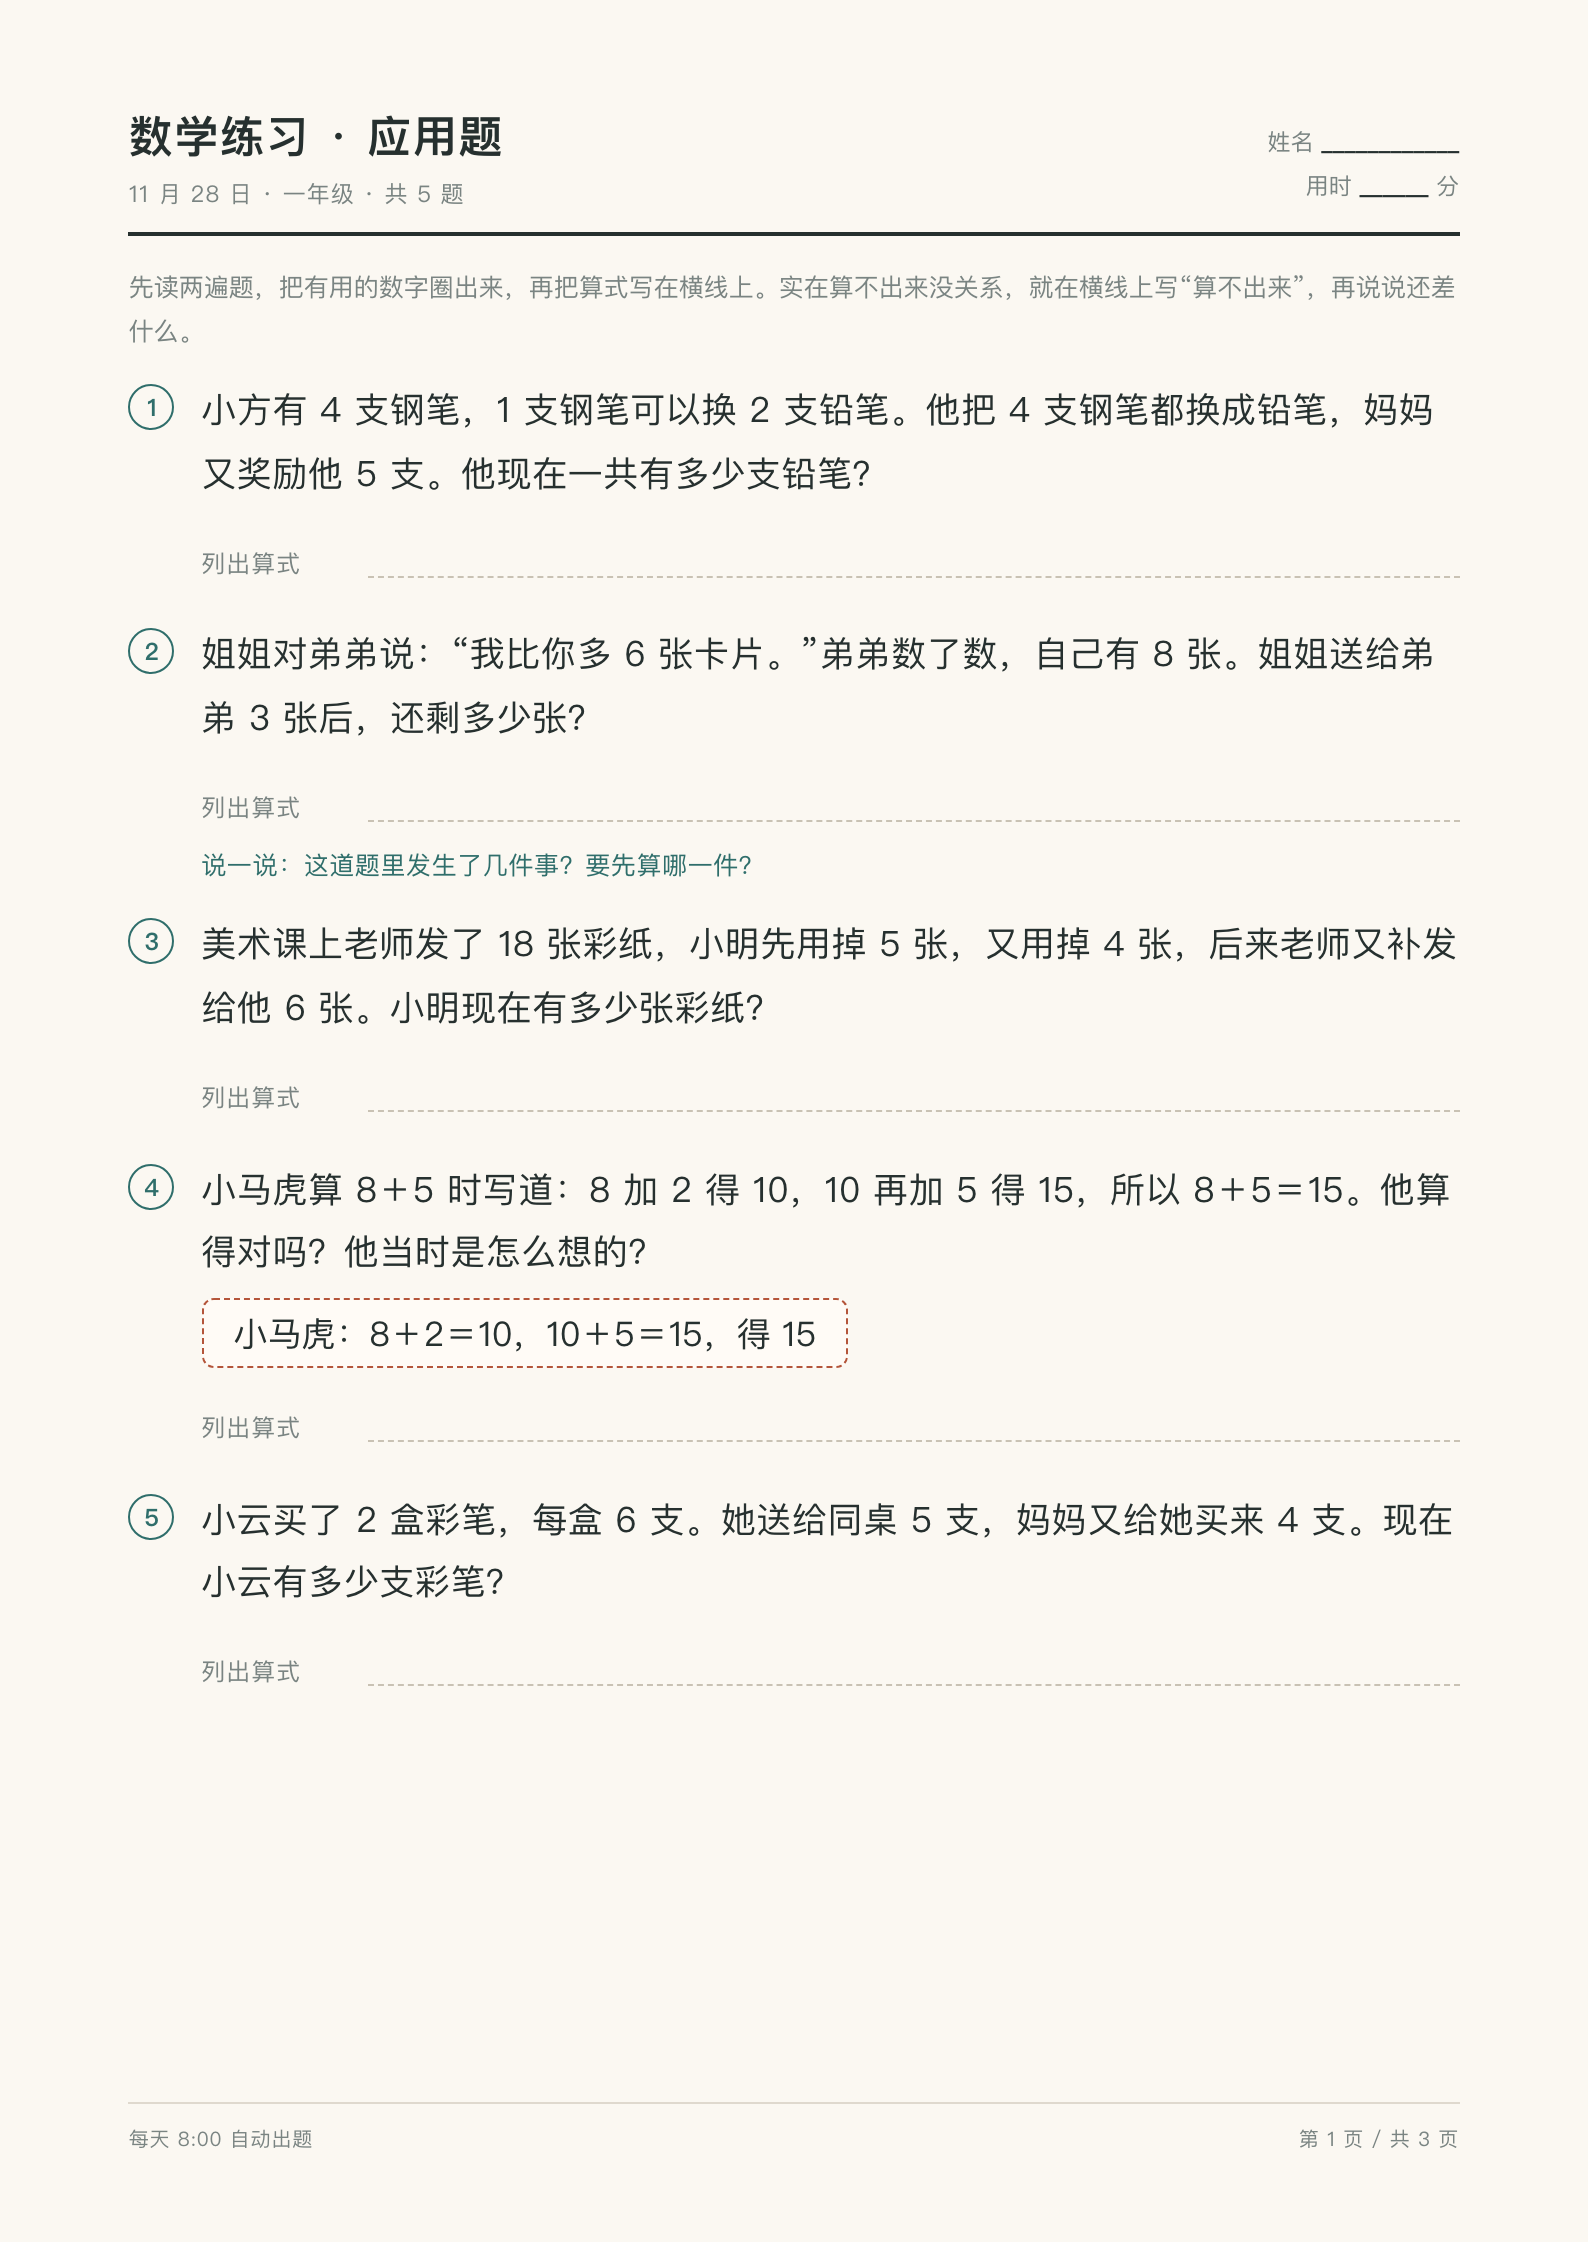 数学练习 · 应用题
11 月 28 日 · 一年级 · 共 5 题
姓名 ____________
用时 ______ 分
先读两遍题，把有用的数字圈出来，再把算式写在横线上。实在算不出来没关系，就在横线上写“算不出来”，再说说还差
什么。
1 小方有 4 支钢笔，1 支钢笔可以换 2 支铅笔。他把 4 支钢笔都换成铅笔，妈妈
又奖励他 5 支。他现在一共有多少支铅笔？
列出算式
2 姐姐对弟弟说：“我比你多 6 张卡片。”弟弟数了数，自己有 8 张。姐姐送给弟
弟 3 张后，还剩多少张？
列出算式
说一说：这道题里发生了几件事？要先算哪一件？
3 美术课上老师发了 18 张彩纸，小明先用掉 5 张，又用掉 4 张，后来老师又补发
给他 6 张。小明现在有多少张彩纸？
列出算式
4 小马虎算 8＋5 时写道：8 加 2 得 10，10 再加 5 得 15，所以 8＋5＝15。他算
得对吗？他当时是怎么想的？
小马虎：8＋2＝10，10＋5＝15，得 15
列出算式
5 小云买了 2 盒彩笔，每盒 6 支。她送给同桌 5 支，妈妈又给她买来 4 支。现在
小云有多少支彩笔？
列出算式
每天 8:00 自动出题
第 1 页 / 共 3 页